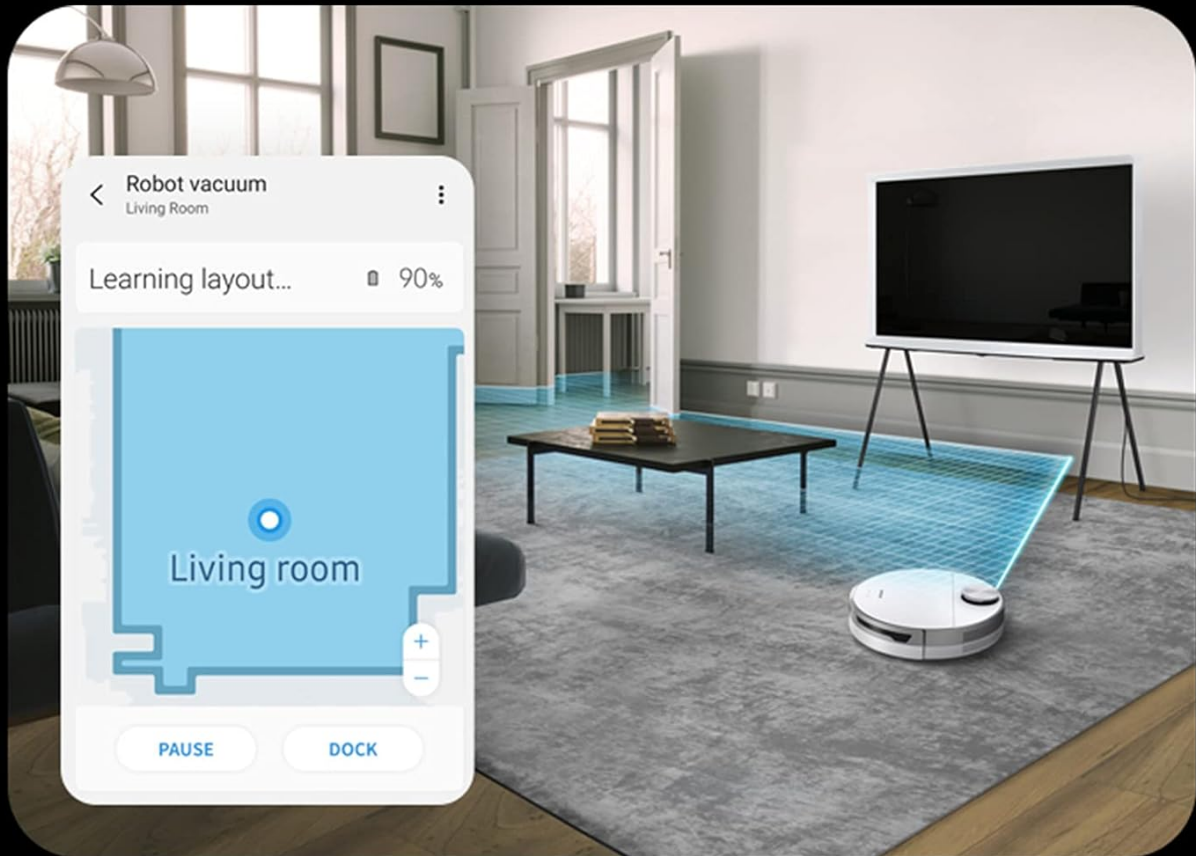 Robot vacuum
Living Room
Learning layout... 90%
Living room
+
−
PAUSE DOCK